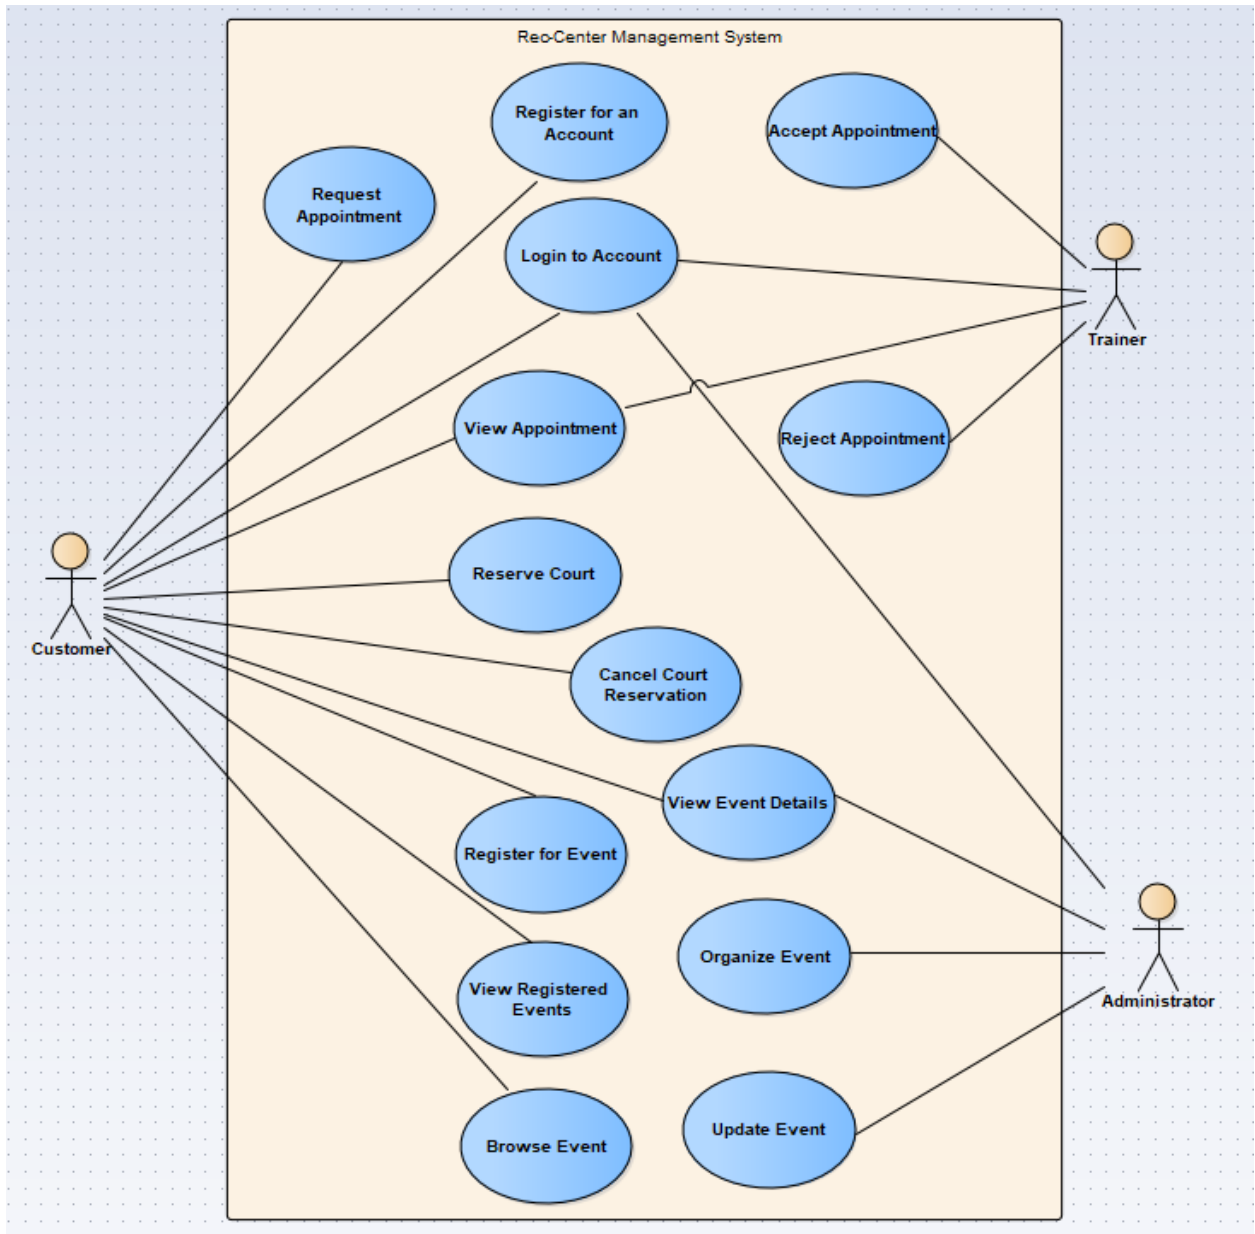 Rec-Center Management System
Register for an
Account
Accept Appointment
Request
Appointment
Login to Account
Trainer
View Appointment
Reject Appointment
Reserve Court
Customer
Cancel Court
Reservation
View Event Details
Register for Event
Organize Event
View Registered
Events
Administrator
Update Event
Browse Event